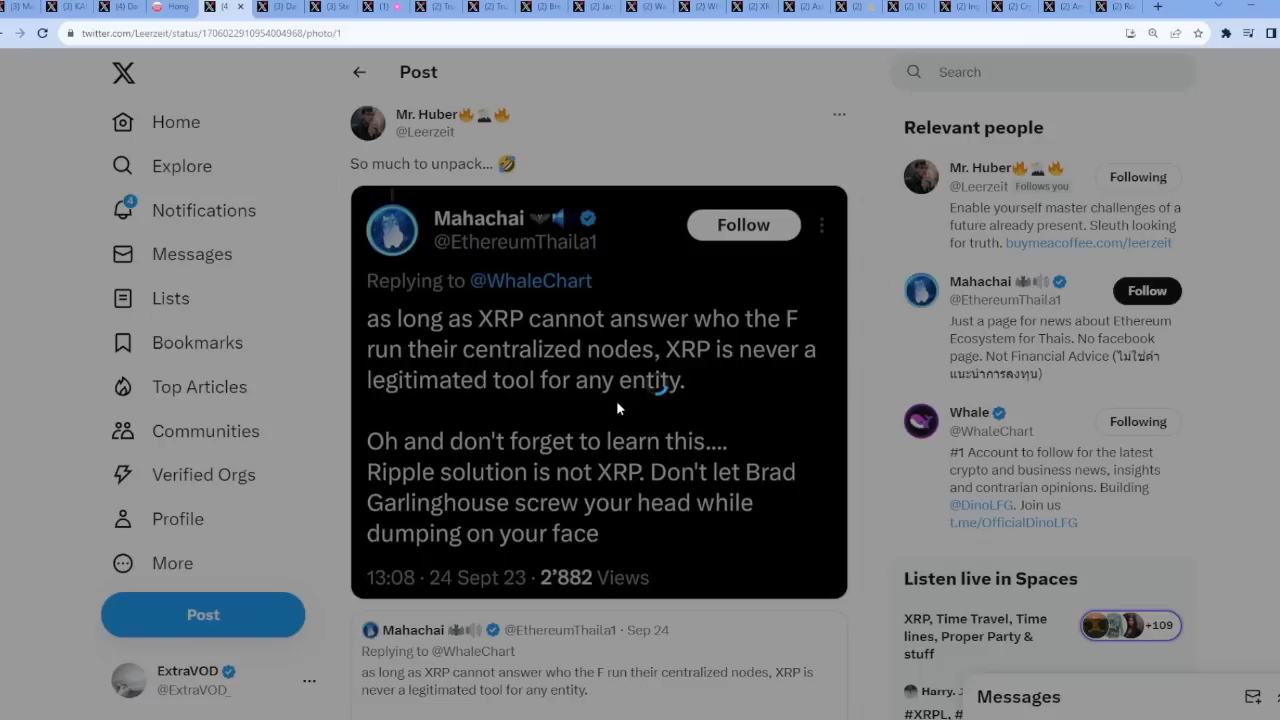 twitter.com/Leerzeit/status/1706022910954004968/photo/1
Home
Explore
4
Notifications
Messages
Lists
Bookmarks
Top Articles
Communities
Verified Orgs
Profile
More
Post
ExtraVOD
@ExtraVOD_
Post
Mr. Huber🔥🌋🔥
@Leerzeit
So much to unpack... 🤣
Mahachai
@EthereumThaila1
Follow
Replying to @WhaleChart
as long as XRP cannot answer who the F
run their centralized nodes, XRP is never a
legitimated tool for any entity.
Oh and don't forget to learn this....
Ripple solution is not XRP. Don't let Brad
Garlinghouse screw your head while
dumping on your face
13:08 · 24 Sept 23 · 2'882 Views
Mahachai 🦇🔊 @EthereumThaila1 · Sep 24
Replying to @WhaleChart
as long as XRP cannot answer who the F run their centralized nodes, XRP is
never a legitimated tool for any entity.
Search
Relevant people
Mr. Huber🔥🌋🔥
@Leerzeit Follows you
Following
Enable yourself master challenges of a
future already present. Sleuth looking
for truth. buymeacoffee.com/leerzeit
Mahachai 🦇🔊
@EthereumThaila1
Follow
Just a page for news about Ethereum
Ecosystem for Thais. No facebook
page. Not Financial Advice (ไม่ใช่คำ
แนะนำการลงทุน)
Whale
@WhaleChart
Following
#1 Account to follow for the latest
crypto and business news, insights
and contrarian opinions. Building
@DinoLFG. Join us
t.me/OfficialDinoLFG
Listen live in Spaces
XRP, Time Travel, Time
lines, Proper Party &
stuff
+109
Harry.
#XRPL, #
Messages